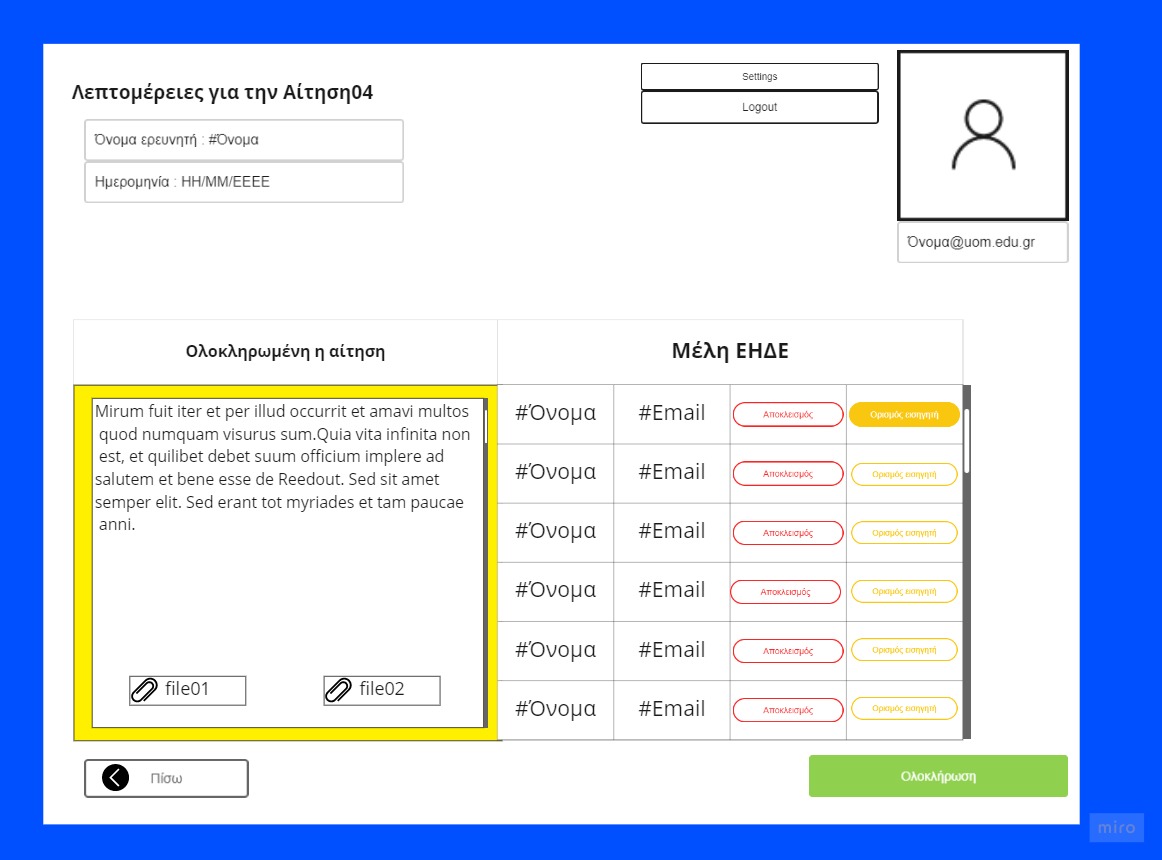 Λεπτομέρειες για την Αίτηση04
Settings
Logout
Όνομα ερευνητή : #Όνομα
Ημερομηνία : HH/MM/EEEE
Όνομα@uom.edu.gr
Ολοκληρωμένη η αίτηση
Μέλη ΕΗΔΕ
Mirum fuit iter et per illud occurrit et amavi multos
quod numquam visurus sum.Quia vita infinita non
est, et quilibet debet suum officium implere ad
salutem et bene esse de Reedout. Sed sit amet
semper elit. Sed erant tot myriades et tam paucae
anni.
file01
file02
#Όνομα #Email Αποκλεισμός Ορισμός εισηγητή
#Όνομα #Email Αποκλεισμός Ορισμός εισηγητή
#Όνομα #Email Αποκλεισμός Ορισμός εισηγητή
#Όνομα #Email Αποκλεισμός Ορισμός εισηγητή
#Όνομα #Email Αποκλεισμός Ορισμός εισηγητή
#Όνομα #Email Αποκλεισμός Ορισμός εισηγητή
Πίσω
Ολοκλήρωση
miro